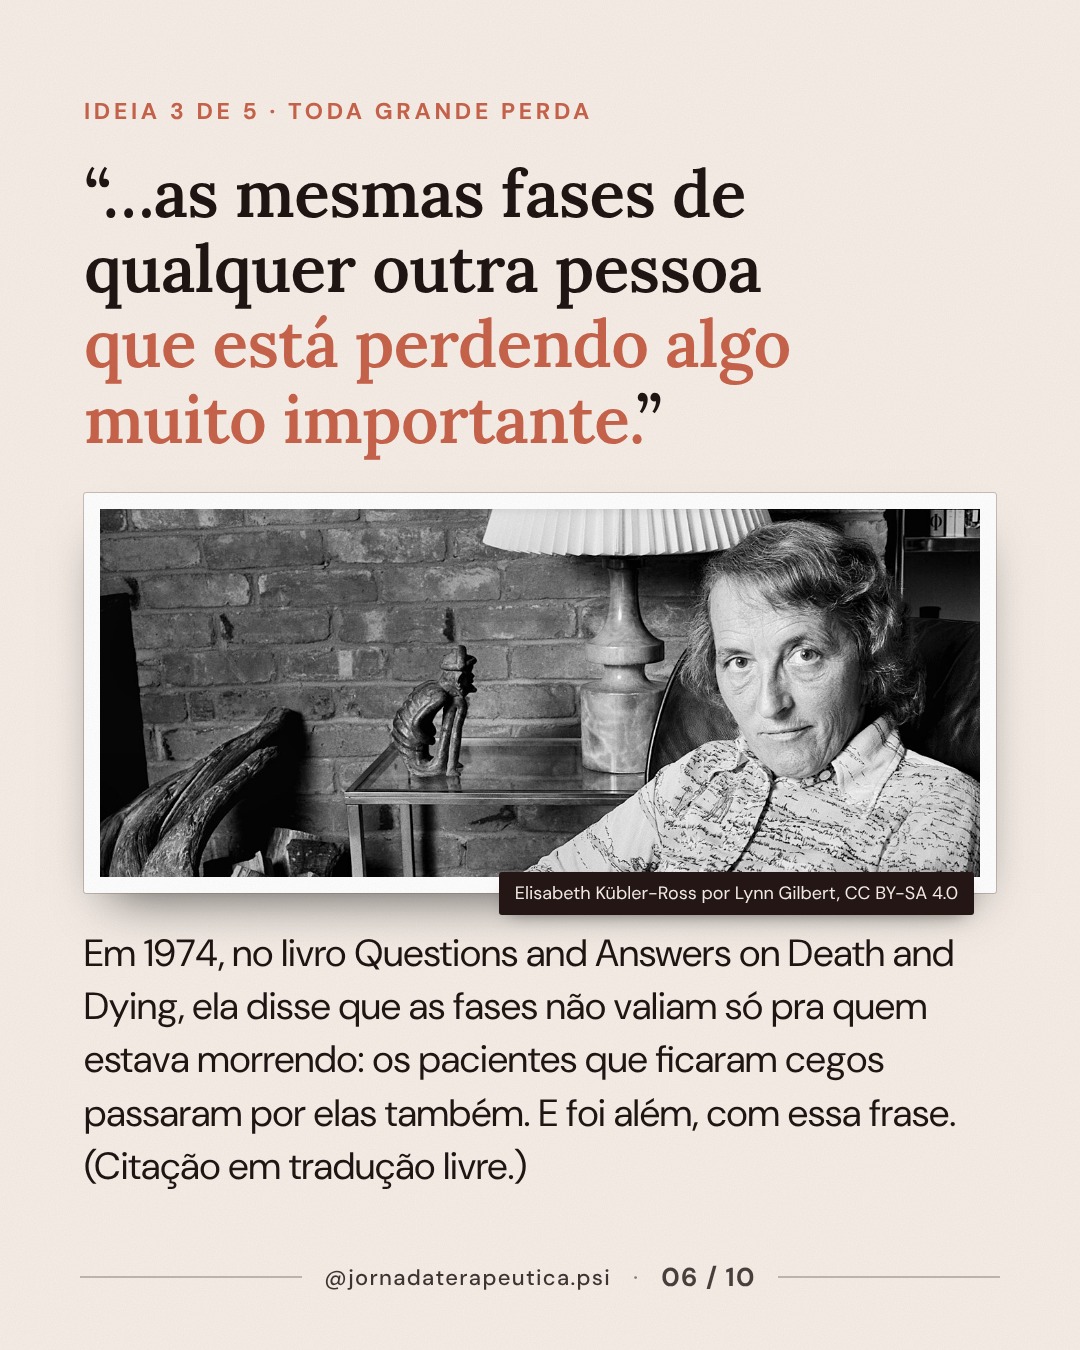 IDEIA 3 DE 5 · TODA GRANDE PERDA
“…as mesmas fases de
qualquer outra pessoa
que está perdendo algo
muito importante.”
Elisabeth Kübler-Ross por Lynn Gilbert, CC BY-SA 4.0
Em 1974, no livro Questions and Answers on Death and
Dying, ela disse que as fases não valiam só pra quem
estava morrendo: os pacientes que ficaram cegos
passaram por elas também. E foi além, com essa frase.
(Citação em tradução livre.)
@jornadaterapeutica.psi · 06 / 10